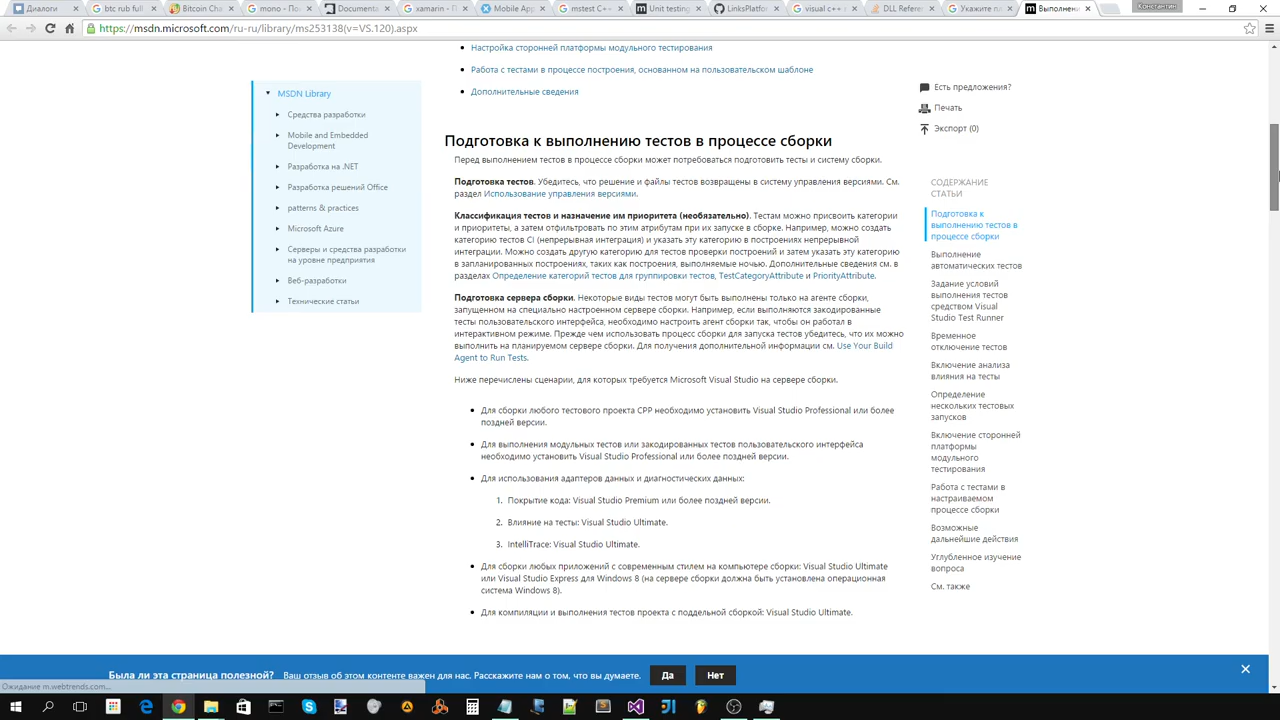 Диалоги
btc rub full
Bitcoin Cha
mono - По
Documenta
xamarin - П
Mobile App
mstest C++
Unit testing
LinksPlatfo
visual c++ -
DLL Refere
Укажите п
Выполнени
Константин
https://msdn.microsoft.com/ru-ru/library/ms253138(v=VS.120).aspx
Настройка сторонней платформы модульного тестирования
Работа с тестами в процессе построения, основанном на пользовательском шаблоне
Дополнительные сведения
MSDN Library
Средства разработки
Mobile and Embedded
Development
Разработка на .NET
Разработка решений Office
patterns & practices
Microsoft Azure
Серверы и средства разработки
на уровне предприятия
Веб-разработки
Технические статьи
Подготовка к выполнению тестов в процессе сборки
Перед выполнением тестов в процессе сборки может потребоваться подготовить тесты и систему сборки.
Подготовка тестов. Убедитесь, что решение и файлы тестов возвращены в систему управления версиями. См.
раздел Использование управления версиями.
Классификация тестов и назначение им приоритета (необязательно). Тестам можно присвоить категории
и приоритеты, а затем отфильтровать по этим атрибутам при их запуске в сборке. Например, можно создать
категорию тестов CI (непрерывная интеграция) и указать эту категорию в построениях непрерывной
интеграции. Можно создать другую категорию для тестов проверки построений и затем указать эту категорию
в запланированных построениях, таких как построения, выполняемые ночью. Дополнительные сведения см. в
разделах Определение категорий тестов для группировки тестов, TestCategoryAttribute и PriorityAttribute.
Подготовка сервера сборки. Некоторые виды тестов могут быть выполнены только на агенте сборки,
запущенном на специально настроенном сервере сборки. Например, если выполняются закодированные
тесты пользовательского интерфейса, необходимо настроить агент сборки так, чтобы он работал в
интерактивном режиме. Прежде чем использовать процесс сборки для запуска тестов убедитесь, что их можно
выполнить на планируемом сервере сборки. Для получения дополнительной информации см. Use Your Build
Agent to Run Tests.
Ниже перечислены сценарии, для которых требуется Microsoft Visual Studio на сервере сборки.
Для сборки любого тестового проекта CPP необходимо установить Visual Studio Professional или более
поздней версии.
Для выполнения модульных тестов или закодированных тестов пользовательского интерфейса
необходимо установить Visual Studio Professional или более поздней версии.
Для использования адаптеров данных и диагностических данных:
1. Покрытие кода: Visual Studio Premium или более поздней версии.
2. Влияние на тесты: Visual Studio Ultimate.
3. IntelliTrace: Visual Studio Ultimate.
Для сборки любых приложений с современным стилем на компьютере сборки: Visual Studio Ultimate
или Visual Studio Express для Windows 8 (на сервере сборки должна быть установлена операционная
система Windows 8).
Для компиляции и выполнения тестов проекта с поддельной сборкой: Visual Studio Ultimate.
Есть предложения?
Печать
Экспорт (0)
СОДЕРЖАНИЕ
СТАТЬИ
Подготовка к
выполнению тестов в
процессе сборки
Выполнение
автоматических тестов
Задание условий
выполнения тестов
средством Visual
Studio Test Runner
Временное
отключение тестов
Включение анализа
влияния на тесты
Определение
нескольких тестовых
запусков
Включение сторонней
платформы
модульного
тестирования
Работа с тестами в
настраиваемом
процессе сборки
Возможные
дальнейшие действия
Углубленное изучение
вопроса
См. также
Была ли эта страница полезной? Ваш отзыв об этом контенте важен для нас. Расскажите нам о том, что вы думаете. Да Нет
Ожидание m.webtrends.com...